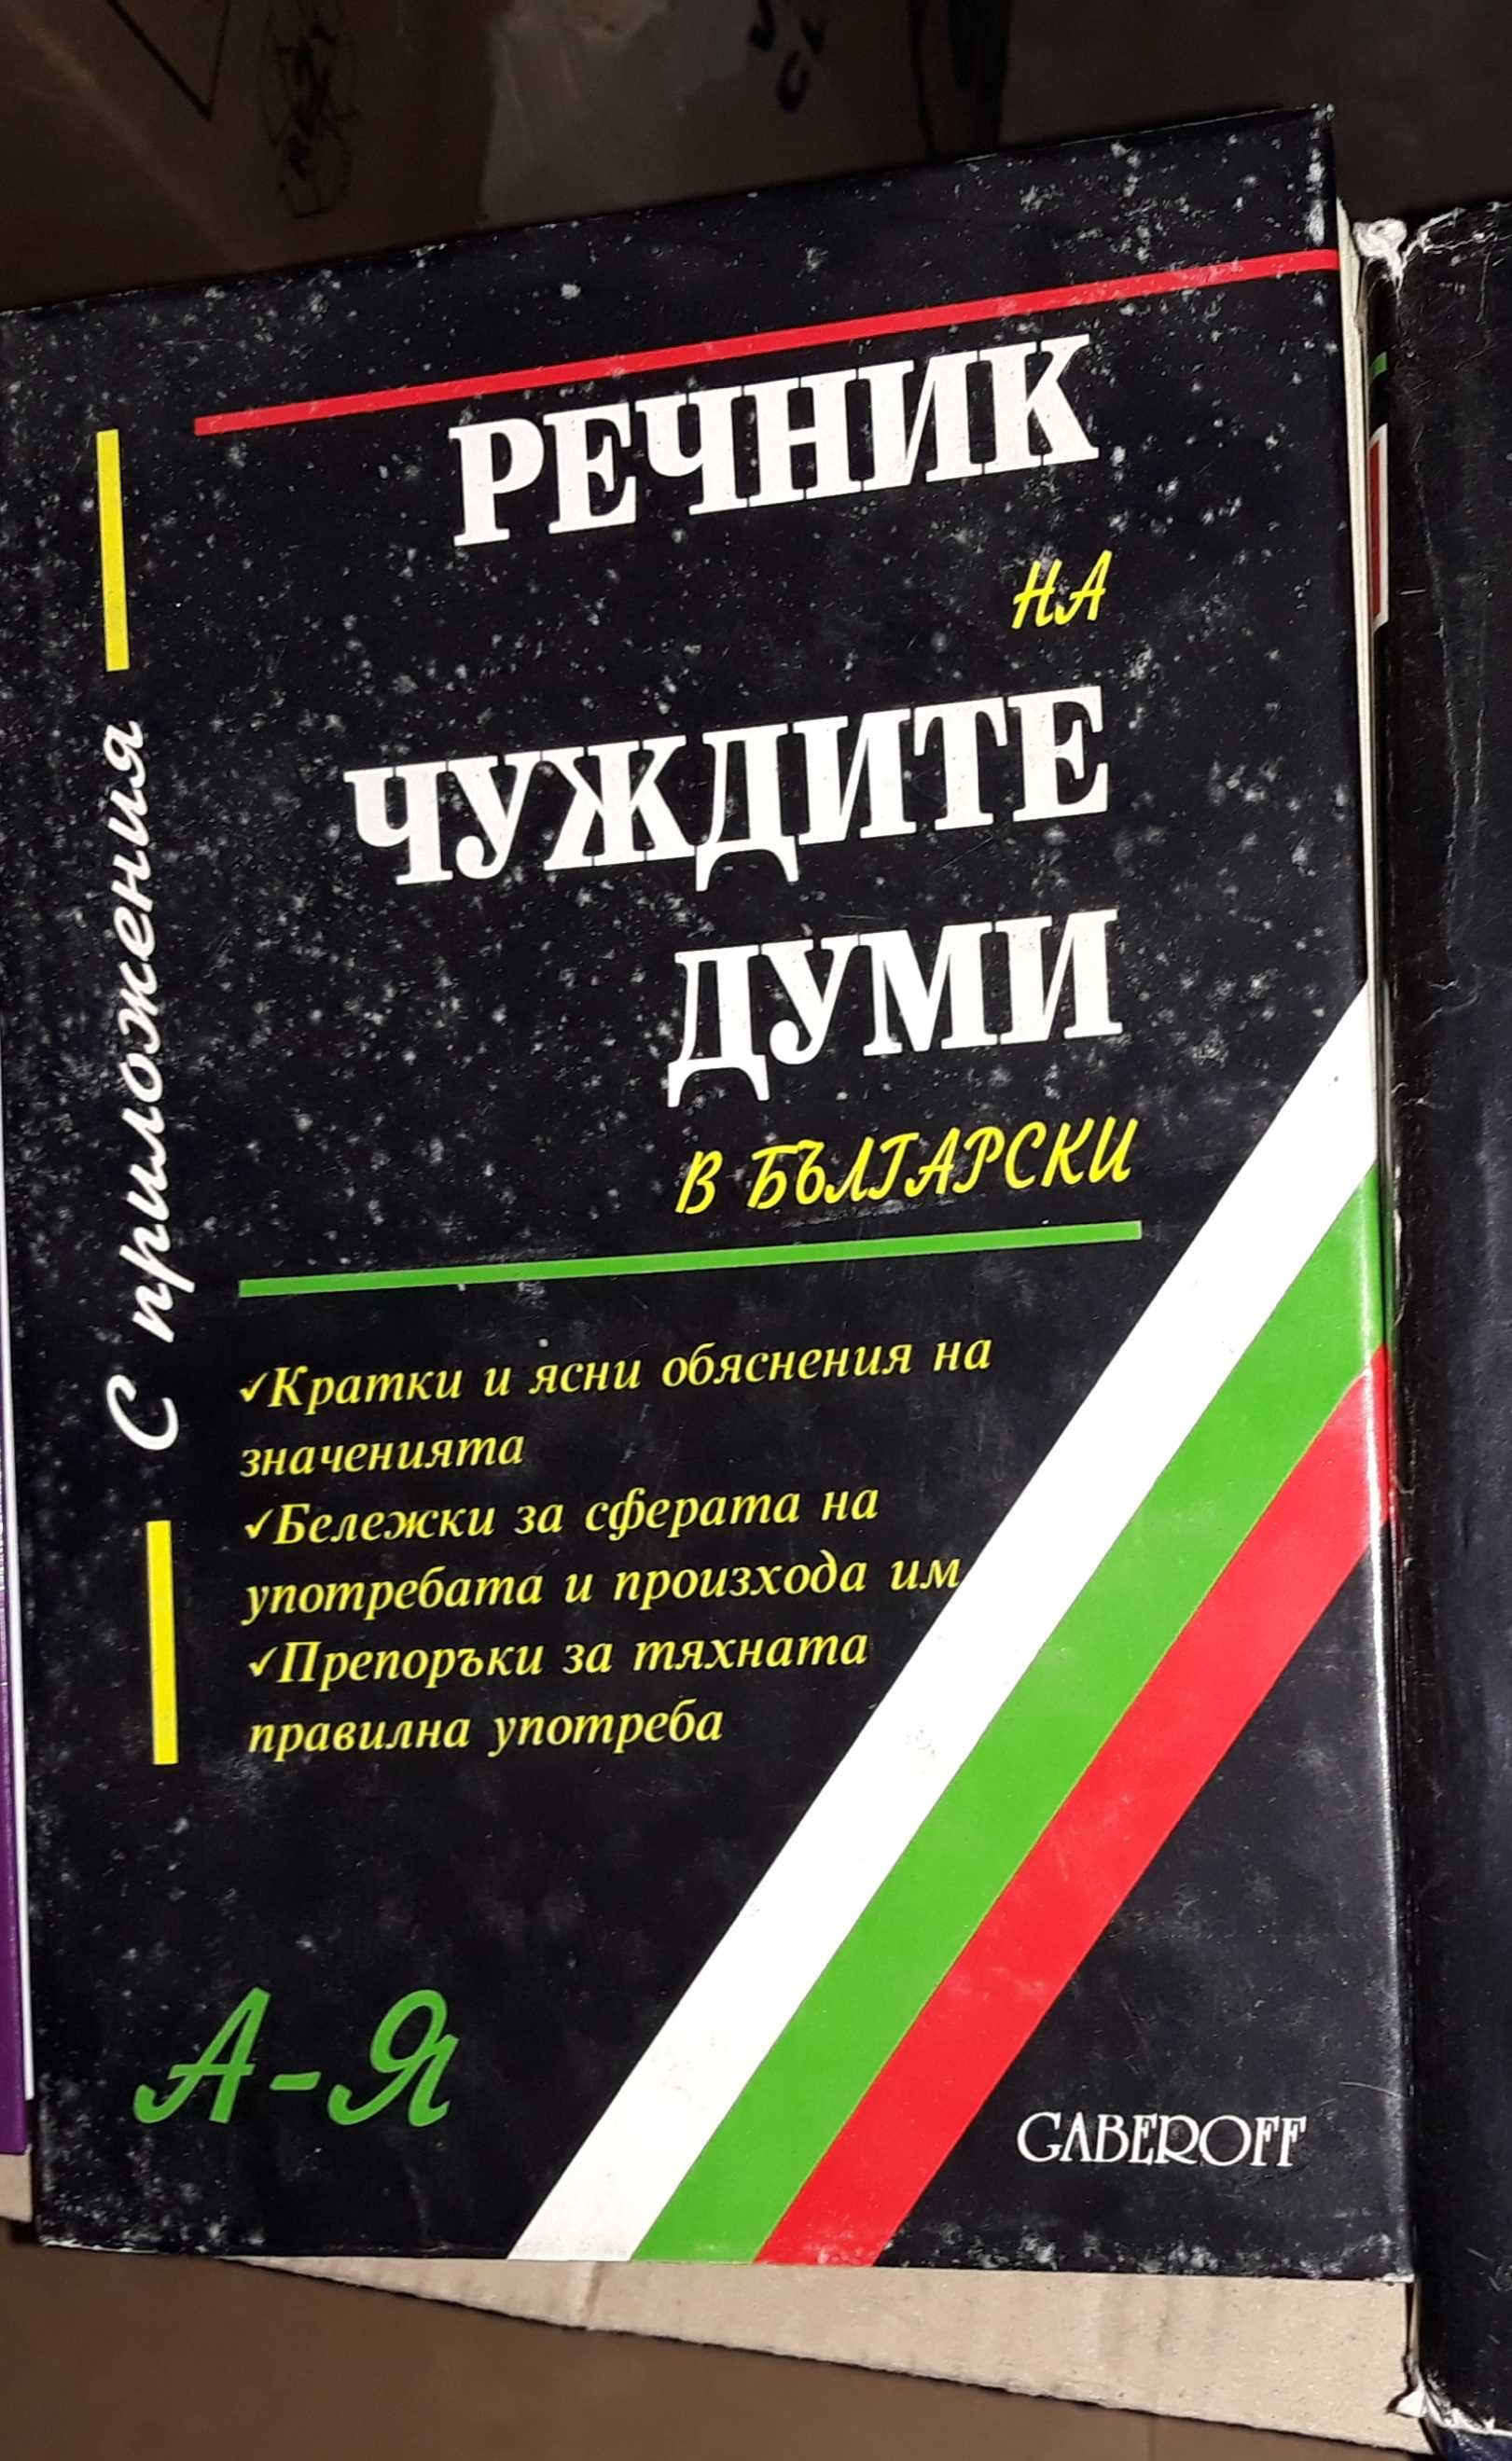 РЕЧНИК
НА
ЧУЖДИТЕ
ДУМИ
В БЪЛГАРСКИ
С приложения
✓Кратки и ясни обяснения на
значенията
✓Бележки за сферата на
употребата и произхода им
✓Препоръки за тяхната
правилна употреба
А-Я
GABEROFF